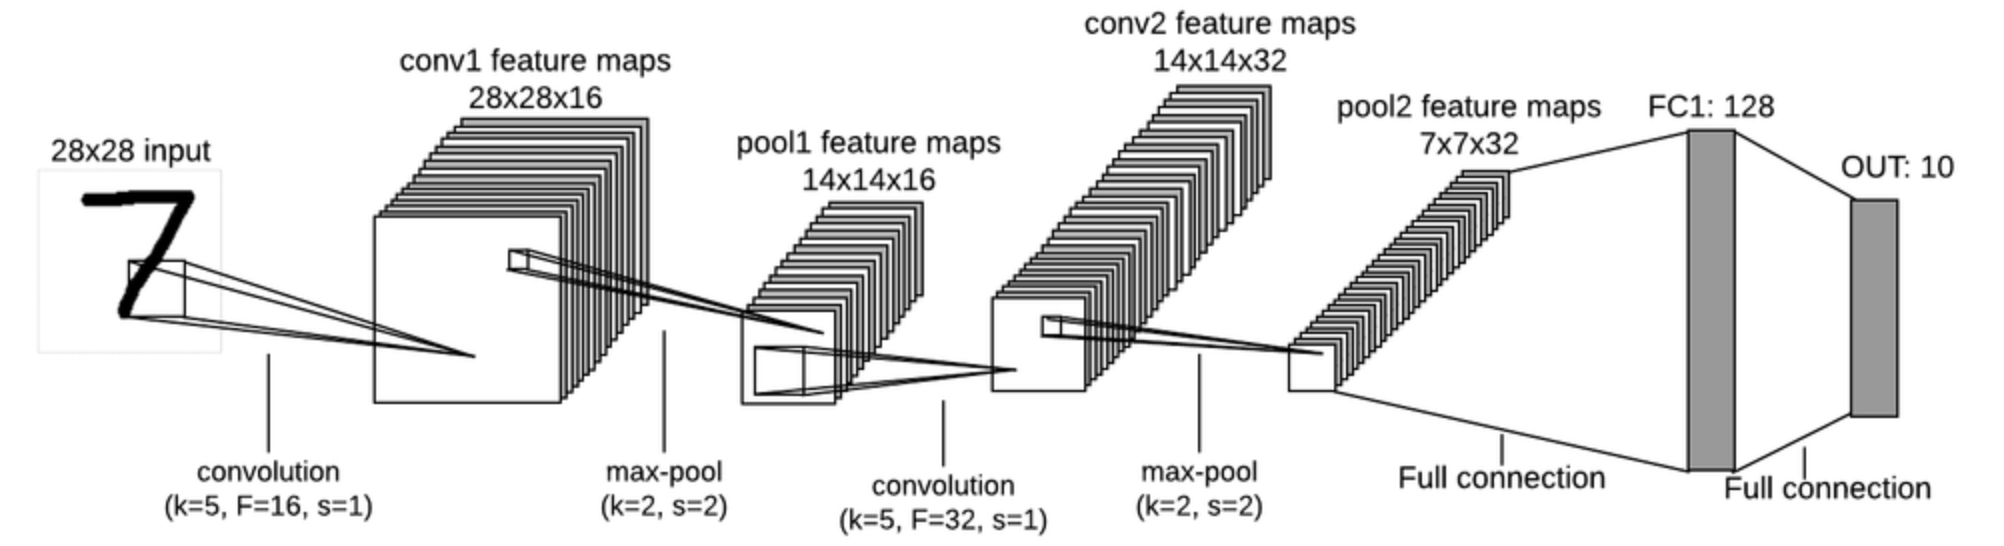 28x28 input
conv1 feature maps
28x28x16
pool1 feature maps
14x14x16
conv2 feature maps
14x14x32
pool2 feature maps
7x7x32
FC1: 128
OUT: 10
7
convolution
(k=5, F=16, s=1)
max-pool
(k=2, s=2)
convolution
(k=5, F=32, s=1)
max-pool
(k=2, s=2)
Full connection
Full connection